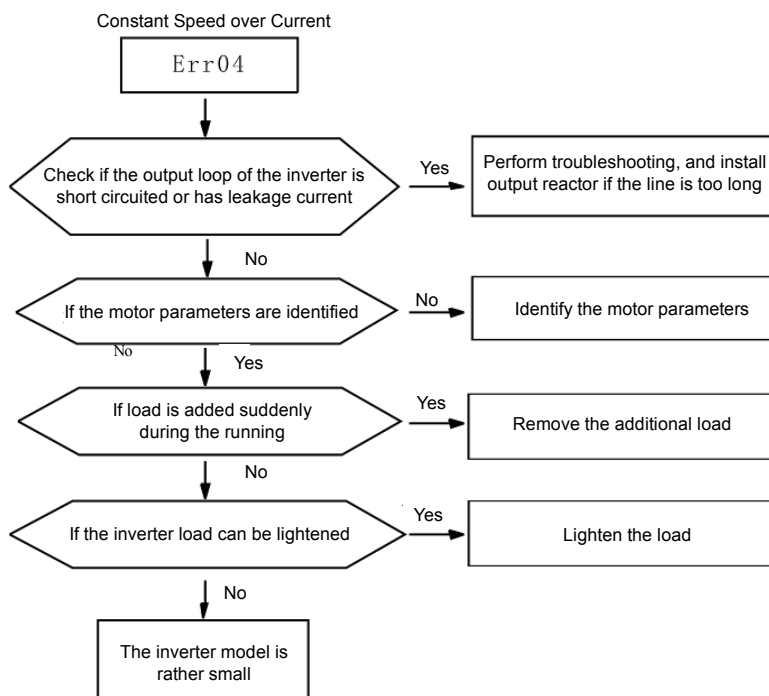 Constant Speed over Current
Err04
Check if the output loop of the inverter is
short circuited or has leakage current
Yes
Perform troubleshooting, and install
output reactor if the line is too long
No
If the motor parameters are identified
No
Identify the motor parameters
No
Yes
If load is added suddenly
during the running
Yes
Remove the additional load
No
If the inverter load can be lightened
Yes
Lighten the load
No
The inverter model is
rather small